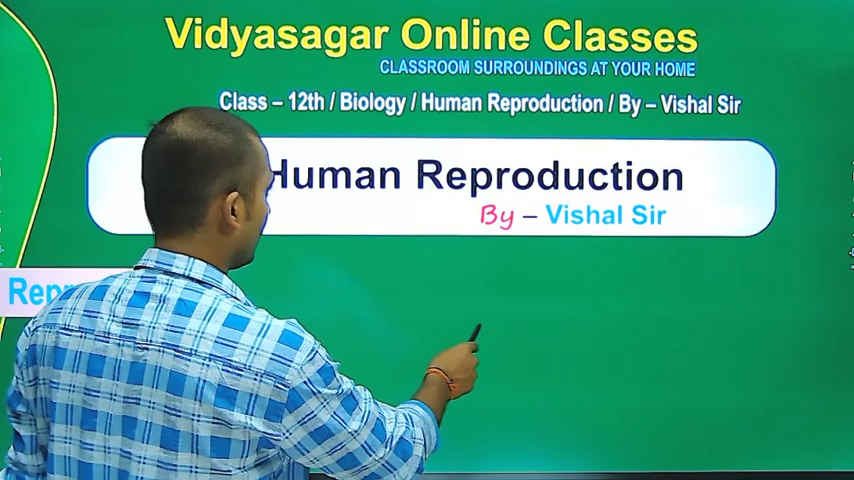 Vidyasagar Online Classes
CLASSROOM SURROUNDINGS AT YOUR HOME
Class – 12th / Biology / Human Reproduction / By – Vishal Sir
Human Reproduction
By – Vishal Sir
Repr